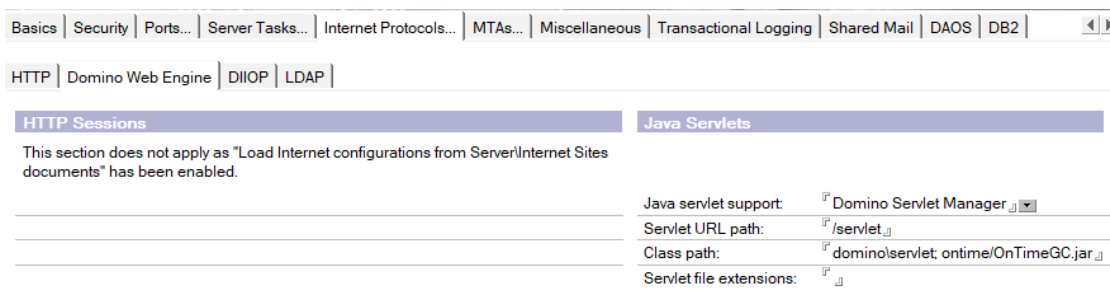 Basics Security Ports... Server Tasks... Internet Protocols... MTAs... Miscellaneous Transactional Logging Shared Mail DAOS DB2
HTTP Domino Web Engine DIIOP LDAP
HTTP Sessions
This section does not apply as "Load Internet configurations from Server\Internet Sites
documents" has been enabled.
Java Servlets
Java servlet support: Domino Servlet Manager
Servlet URL path: /servlet
Class path: domino\servlet; ontime/OnTimeGC.jar
Servlet file extensions: